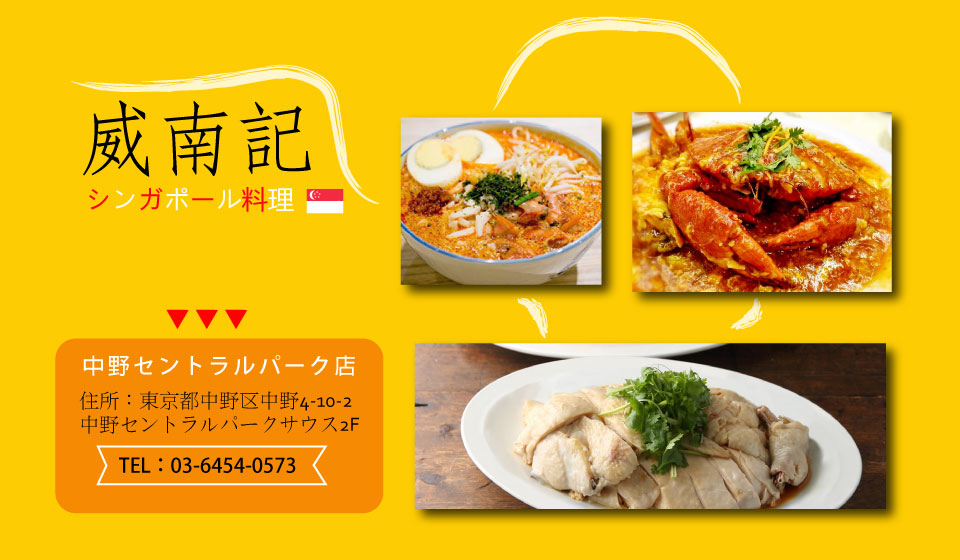 威南記
シンガポール料理
中野セントラルパーク店
住所：東京都中野区中野4-10-2
中野セントラルパークサウス2F
TEL：03-6454-0573